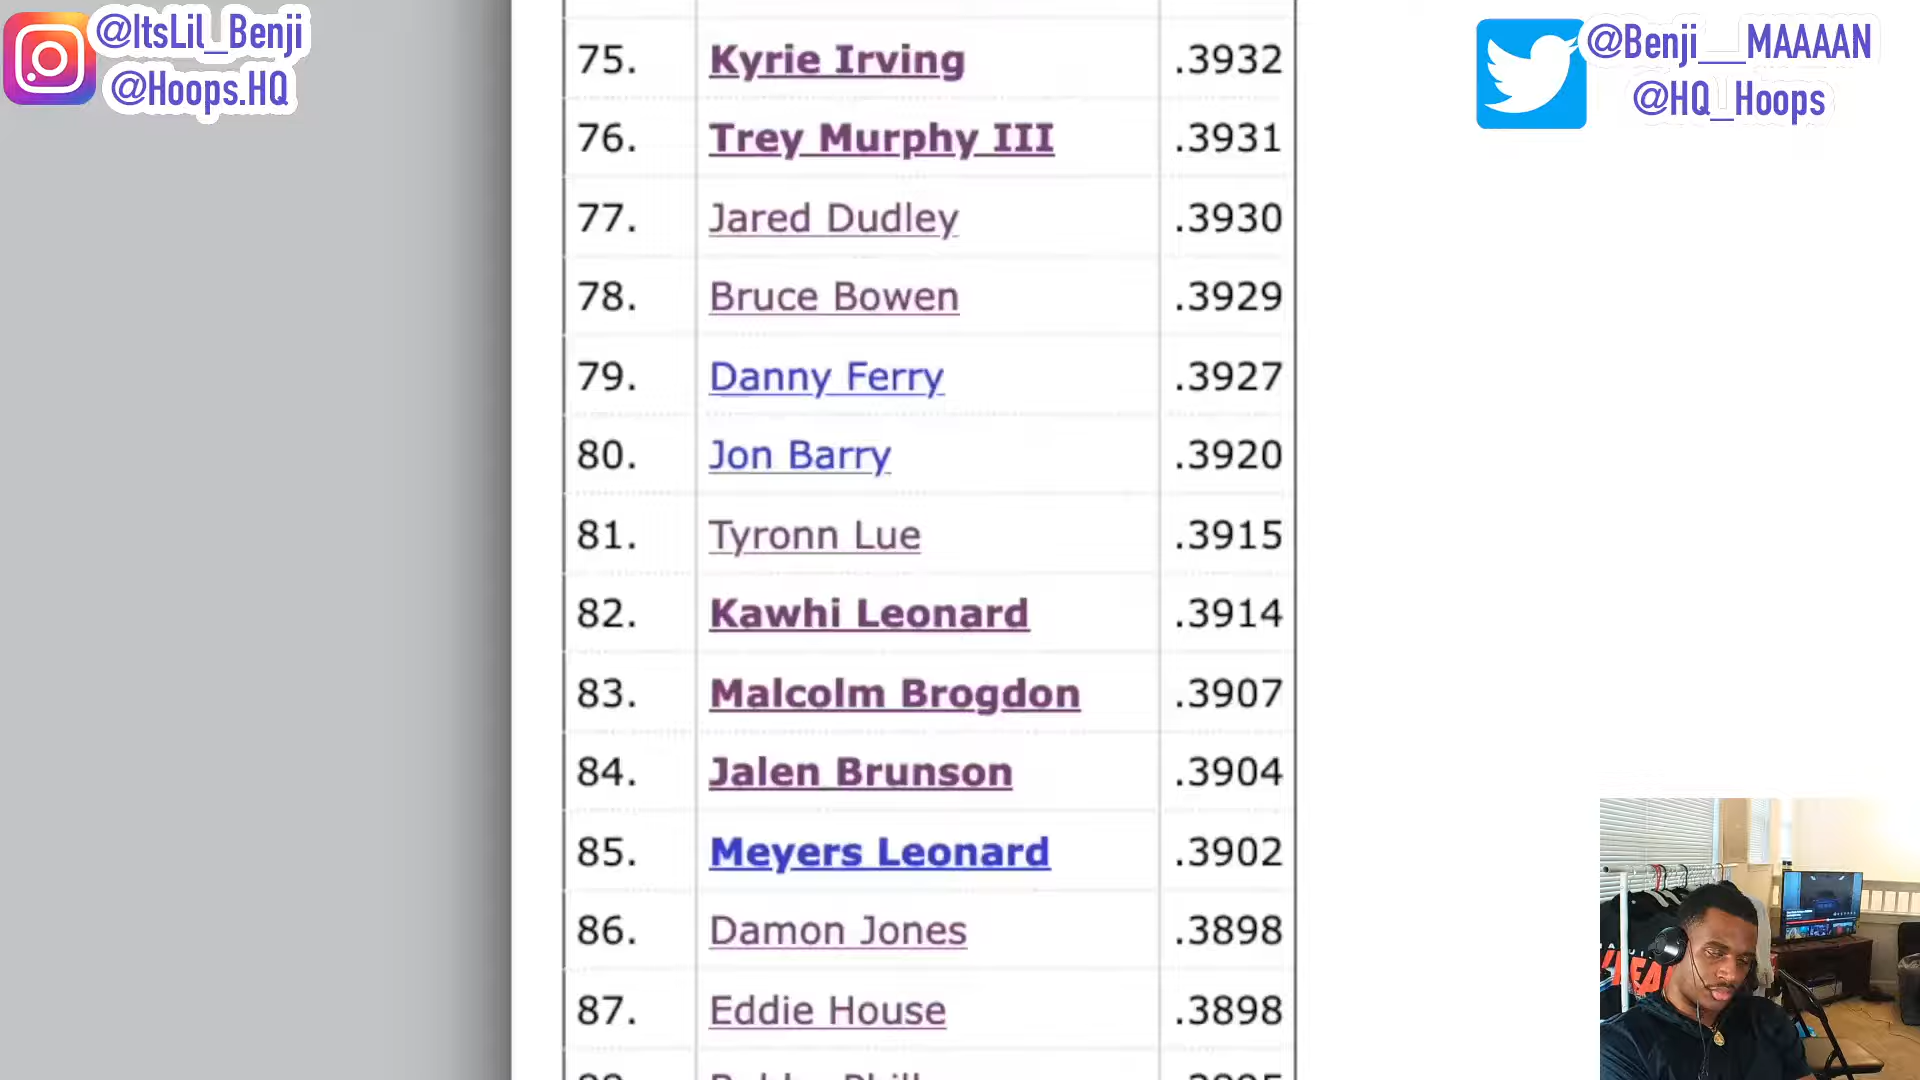 @ItsLil_Benji
@Hoops.HQ
@Benji__MAAAAN
@HQ_Hoops
75. Kyrie Irving .3932
76. Trey Murphy III .3931
77. Jared Dudley .3930
78. Bruce Bowen .3929
79. Danny Ferry .3927
80. Jon Barry .3920
81. Tyronn Lue .3915
82. Kawhi Leonard .3914
83. Malcolm Brogdon .3907
84. Jalen Brunson .3904
85. Meyers Leonard .3902
86. Damon Jones .3898
87. Eddie House .3898